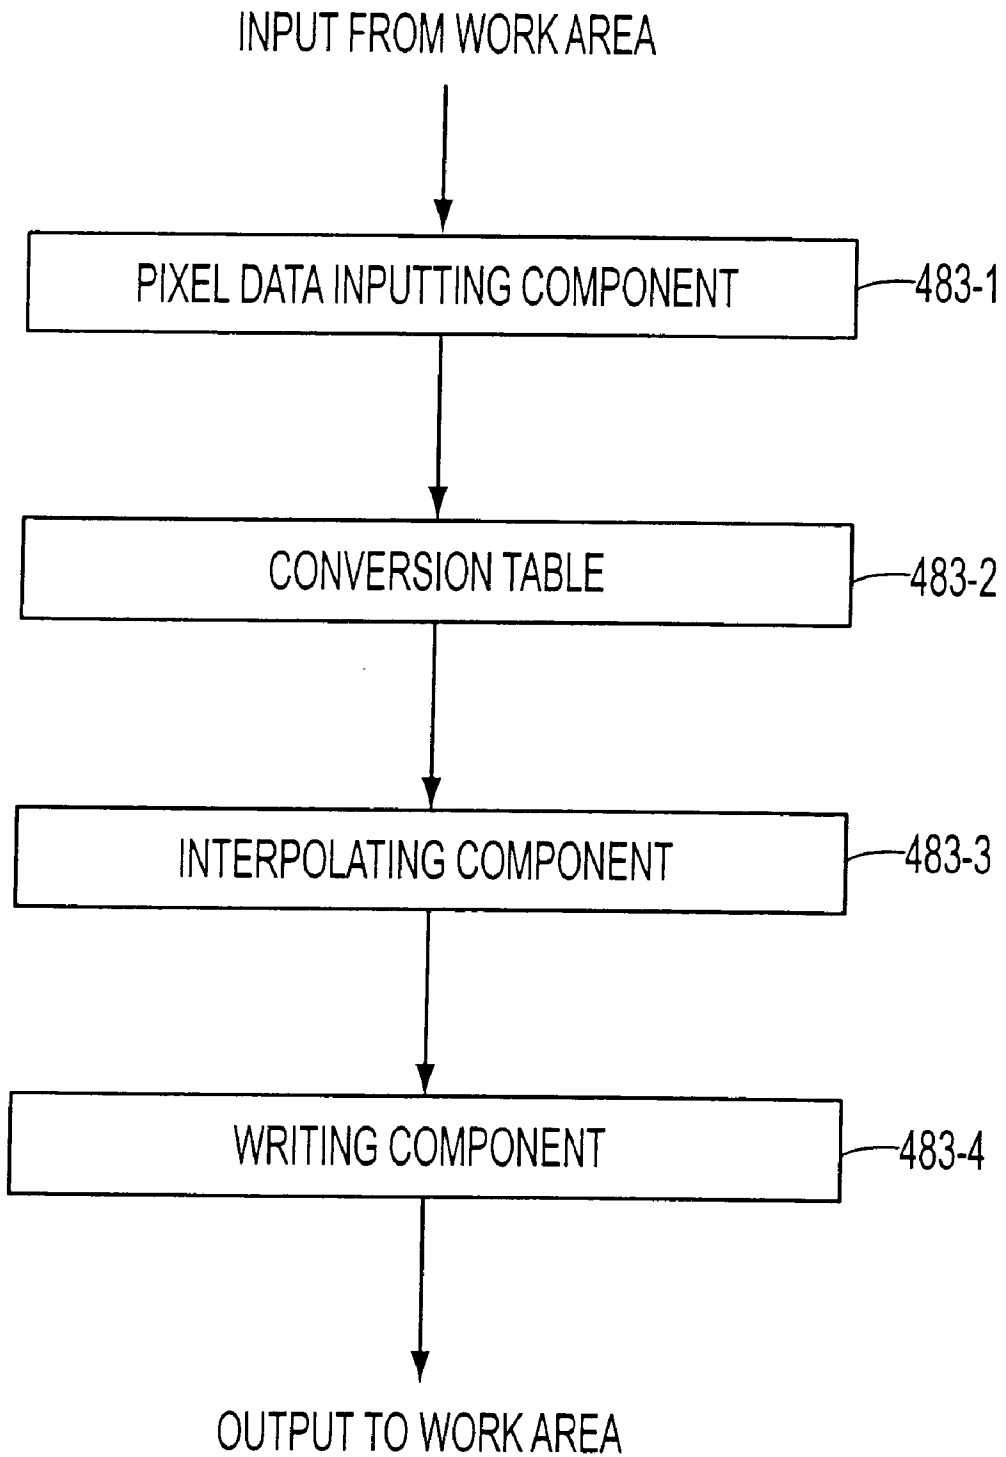 INPUT FROM WORK AREA
PIXEL DATA INPUTTING COMPONENT
483-1
CONVERSION TABLE
483-2
INTERPOLATING COMPONENT
483-3
WRITING COMPONENT
483-4
OUTPUT TO WORK AREA